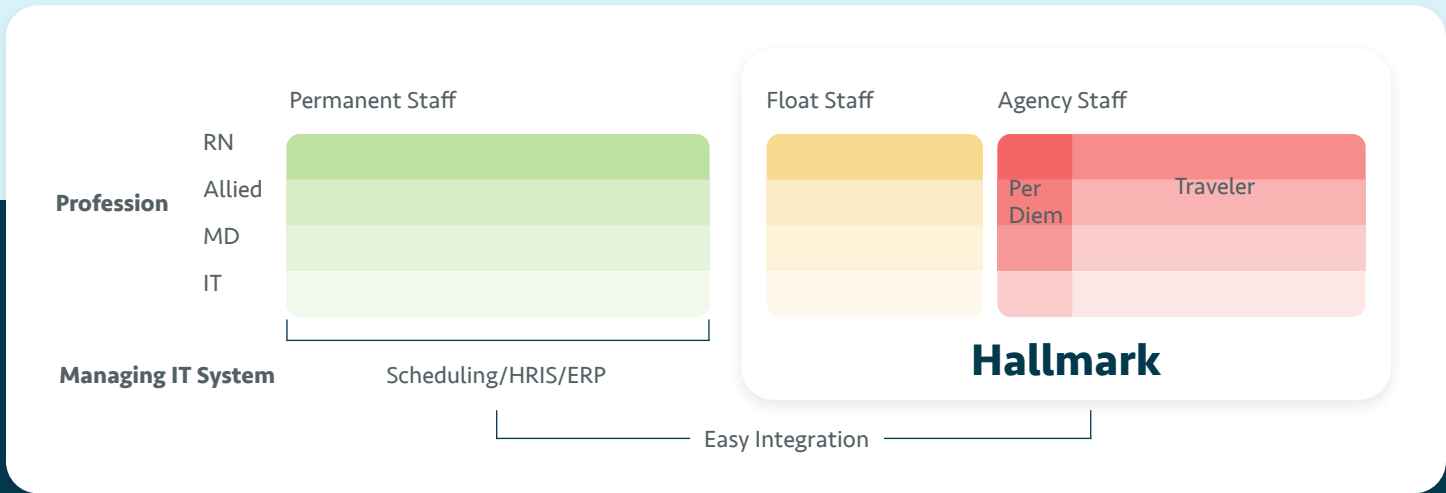 Permanent Staff
Float Staff
Agency Staff
RN
Allied
MD
IT
Profession
Per
Diem
Traveler
Hallmark
Managing IT System
Scheduling/HRIS/ERP
Easy Integration